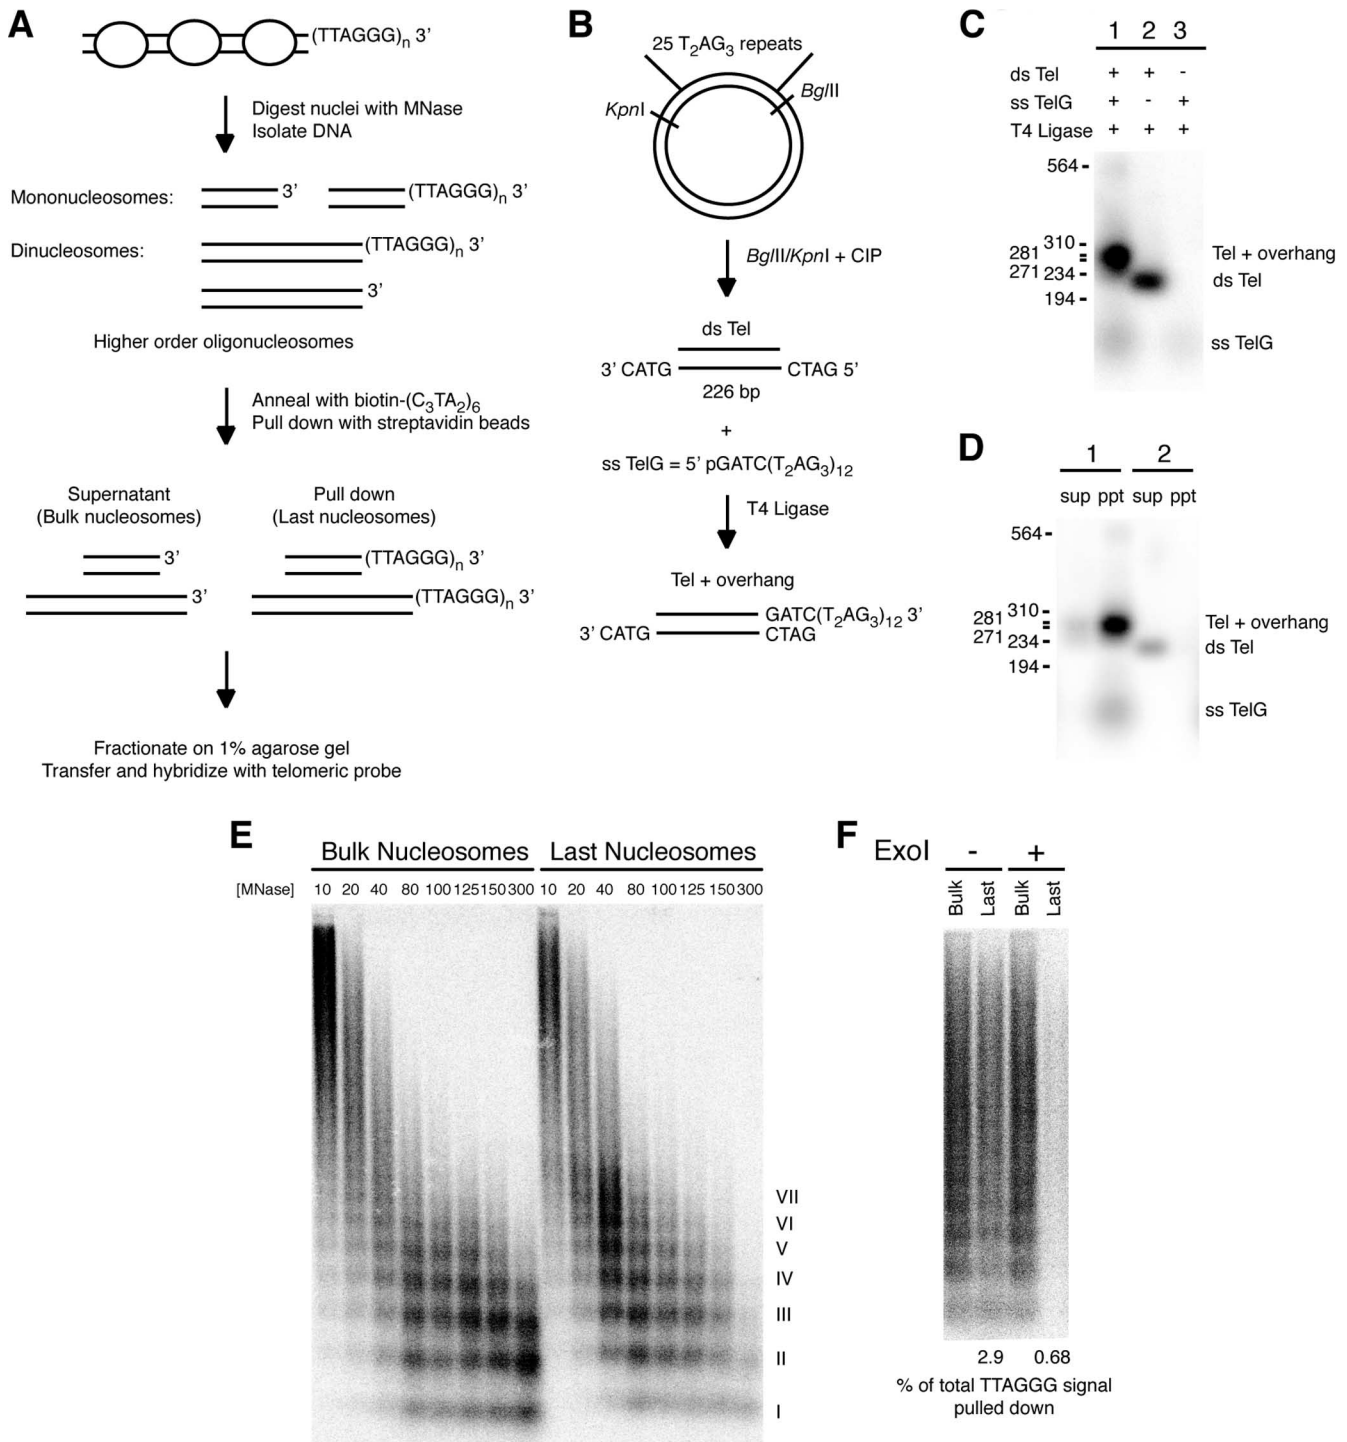 A
(TTAGGG)n 3’
Digest nuclei with MNase
Isolate DNA
Mononucleosomes:
3’
(TTAGGG)n 3’
Dinucleosomes:
(TTAGGG)n 3’
3’
Higher order oligonucleosomes
Anneal with biotin-(C3TA2)6
Pull down with streptavidin beads
Supernatant
(Bulk nucleosomes)
Pull down
(Last nucleosomes)
3’
(TTAGGG)n 3’
3’
(TTAGGG)n 3’
Fractionate on 1% agarose gel
Transfer and hybridize with telomeric probe
B
25 T2AG3 repeats
KpnI
BglII
BglII/KpnI + CIP
ds Tel
3’ CATG
CTAG 5’
226 bp
+
ss TelG = 5’ pGATC(T2AG3)12
T4 Ligase
Tel + overhang
GATC(T2AG3)12 3’
3’ CATG
CTAG
C
1 2 3
ds Tel + + -
ss TelG + - +
T4 Ligase + + +
564
310
281
271
234
194
Tel + overhang
ds Tel
ss TelG
D
1 2
sup ppt sup ppt
564
310
281
271
234
194
Tel + overhang
ds Tel
ss TelG
E
Bulk Nucleosomes Last Nucleosomes
[MNase] 10 20 40 80 100 125 150 300 10 20 40 80 100 125 150 300
VII
VI
V
IV
III
II
I
F
ExoI - +
Bulk Last Bulk Last
2.9 0.68
% of total TTAGGG signal
pulled down